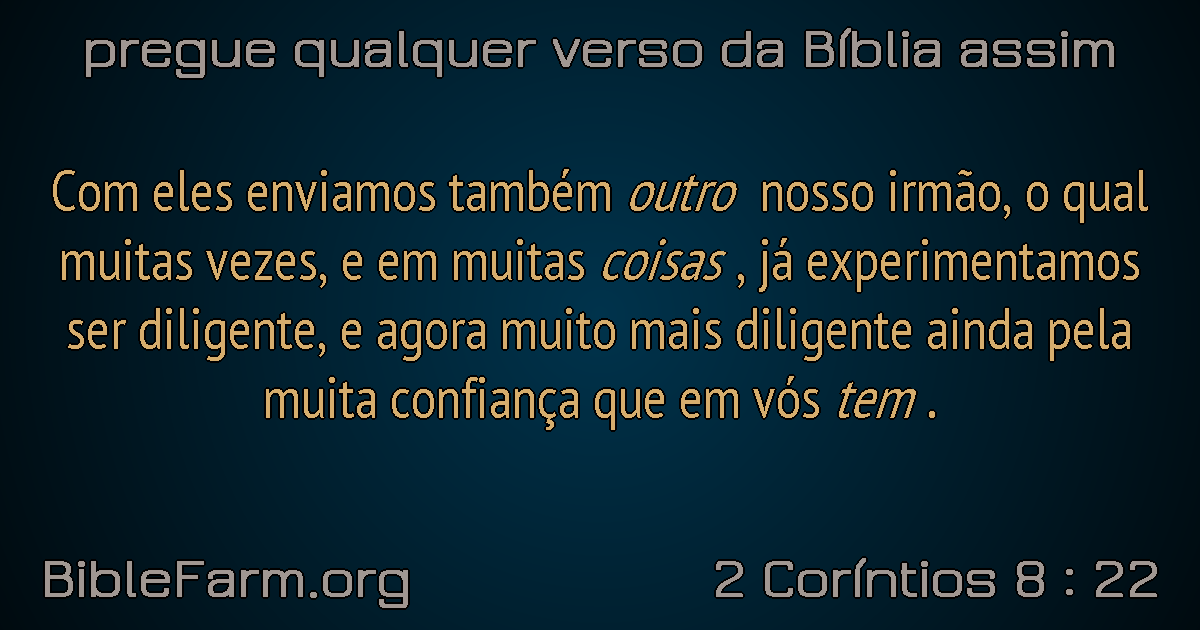 pregue qualquer verso da Bíblia assim
Com eles enviamos também outro nosso irmão, o qual
muitas vezes, e em muitas coisas , já experimentamos
ser diligente, e agora muito mais diligente ainda pela
muita confiança que em vós tem .
BibleFarm.org
2 Coríntios 8 : 22